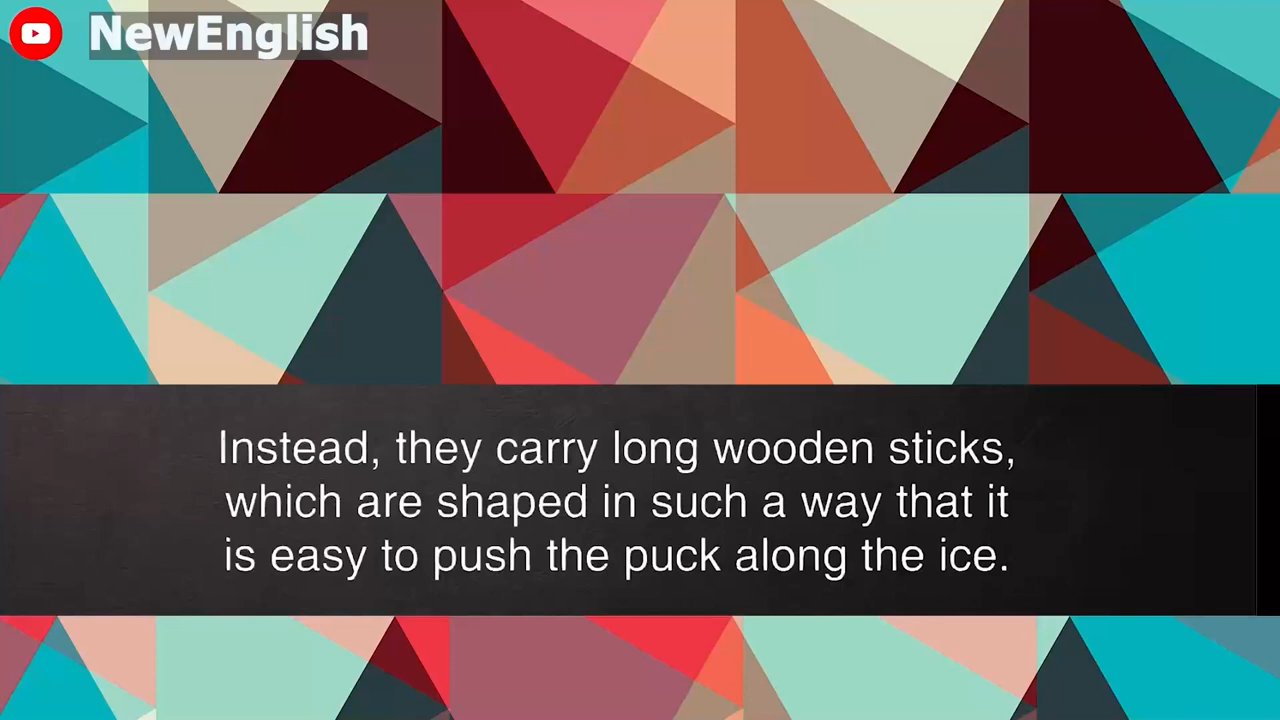 NewEnglish
Instead, they carry long wooden sticks,
which are shaped in such a way that it
is easy to push the puck along the ice.